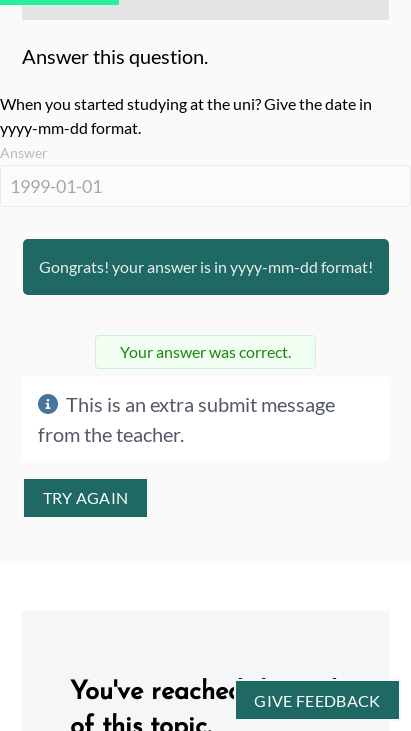 Answer this question.
When you started studying at the uni? Give the date in
yyyy-mm-dd format.
Answer
1999-01-01
Gongrats! your answer is in yyyy-mm-dd format!
Your answer was correct.
This is an extra submit message
from the teacher.
TRY AGAIN
You've reached
of this topic.
GIVE FEEDBACK